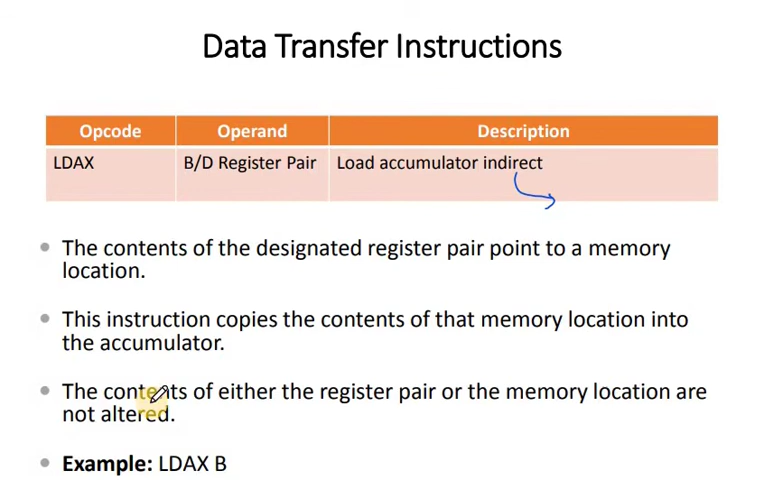 Data Transfer Instructions
Opcode Operand Description
LDAX B/D Register Pair Load accumulator indirect
• The contents of the designated register pair point to a memory
location.
• This instruction copies the contents of that memory location into
the accumulator.
• The contents of either the register pair or the memory location are
not altered.
• Example: LDAX B